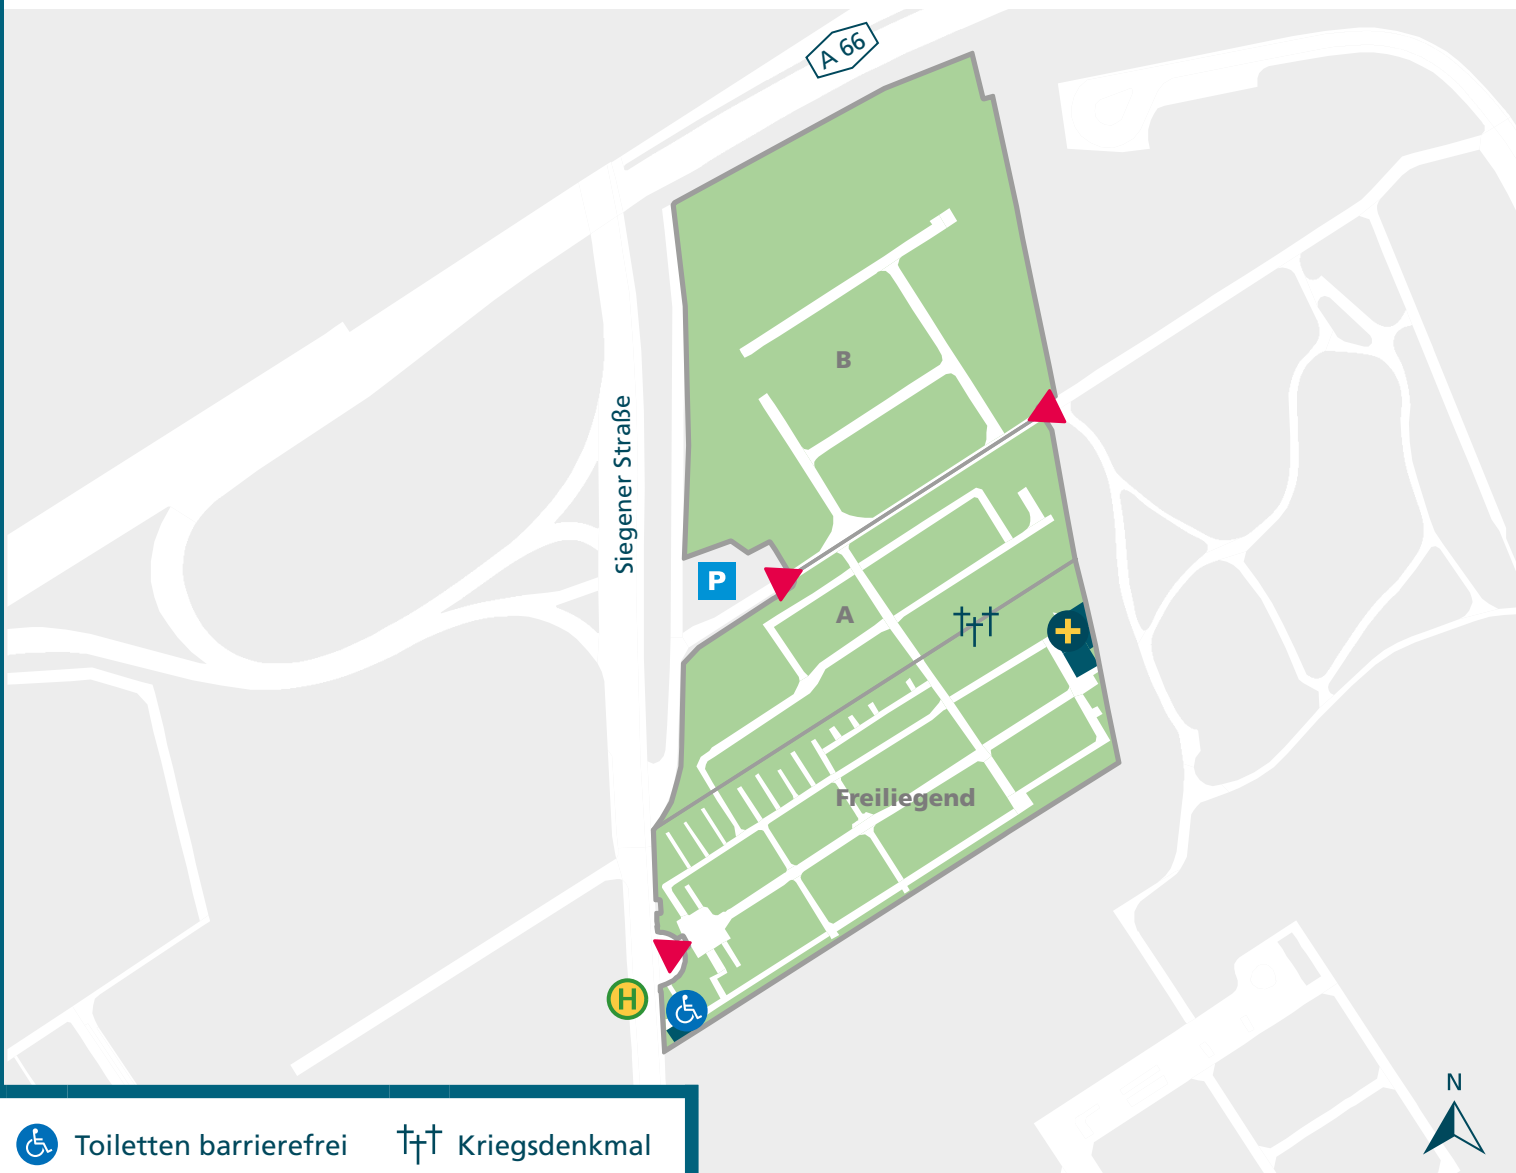 A 66
B
Siegener Straße
P
A
Freiliegend
H
N
Toiletten barrierefrei
Kriegsdenkmal